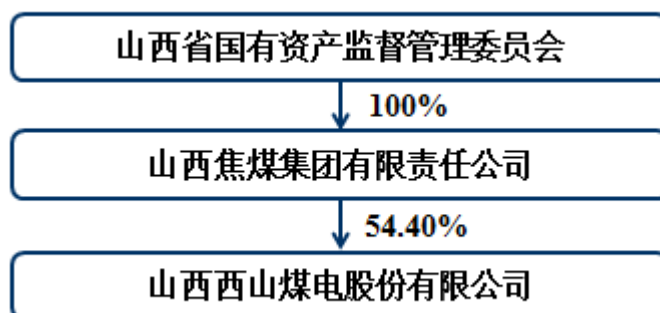 山西省国有资产监督管理委员会
100%
山西焦煤集团有限责任公司
54.40%
山西西山煤电股份有限公司